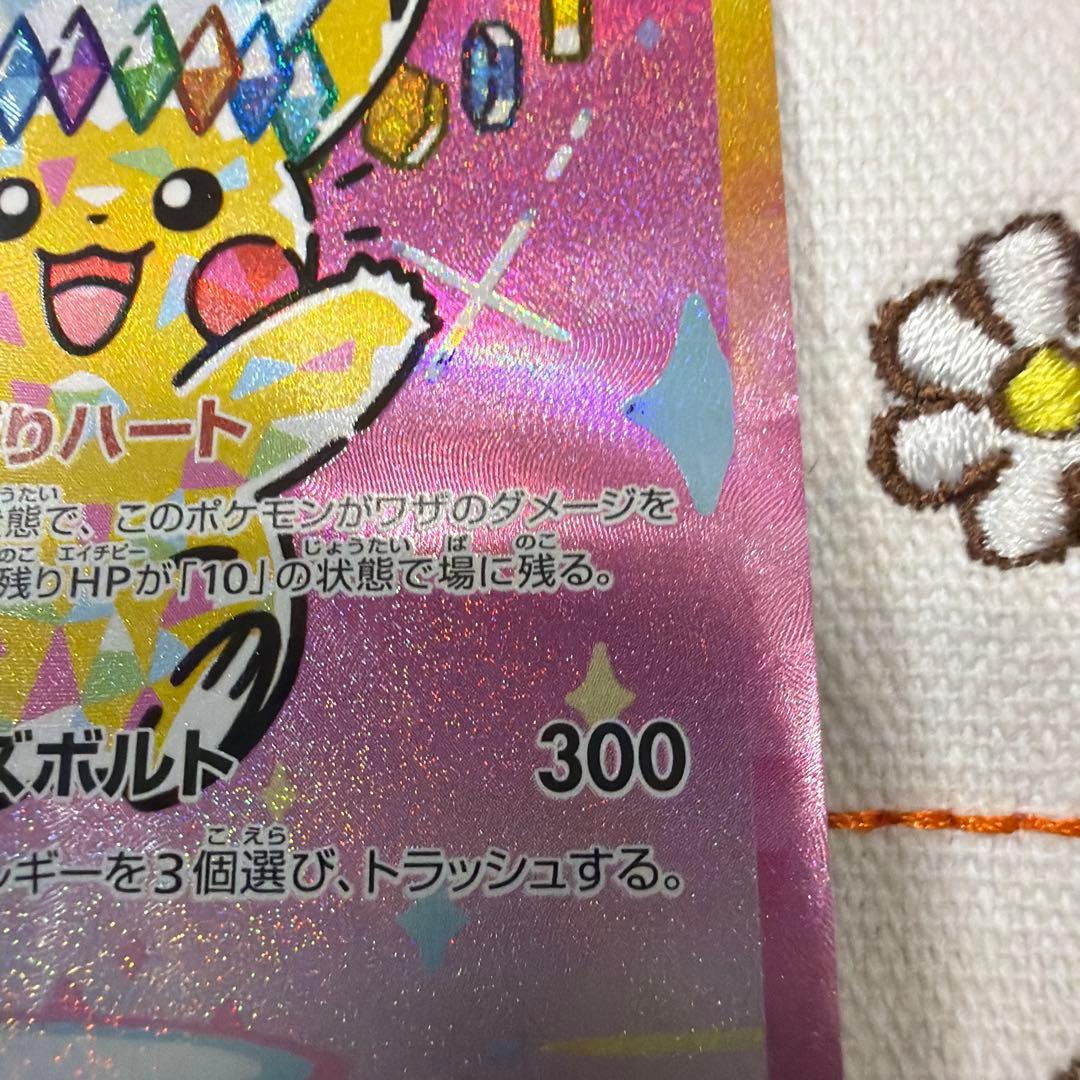 りハート
態で、このポケモンがワザのダメージを
残りHPが「10」の状態で場に残る。
ズボルト 300
ルギーを3個選び、トラッシュする。